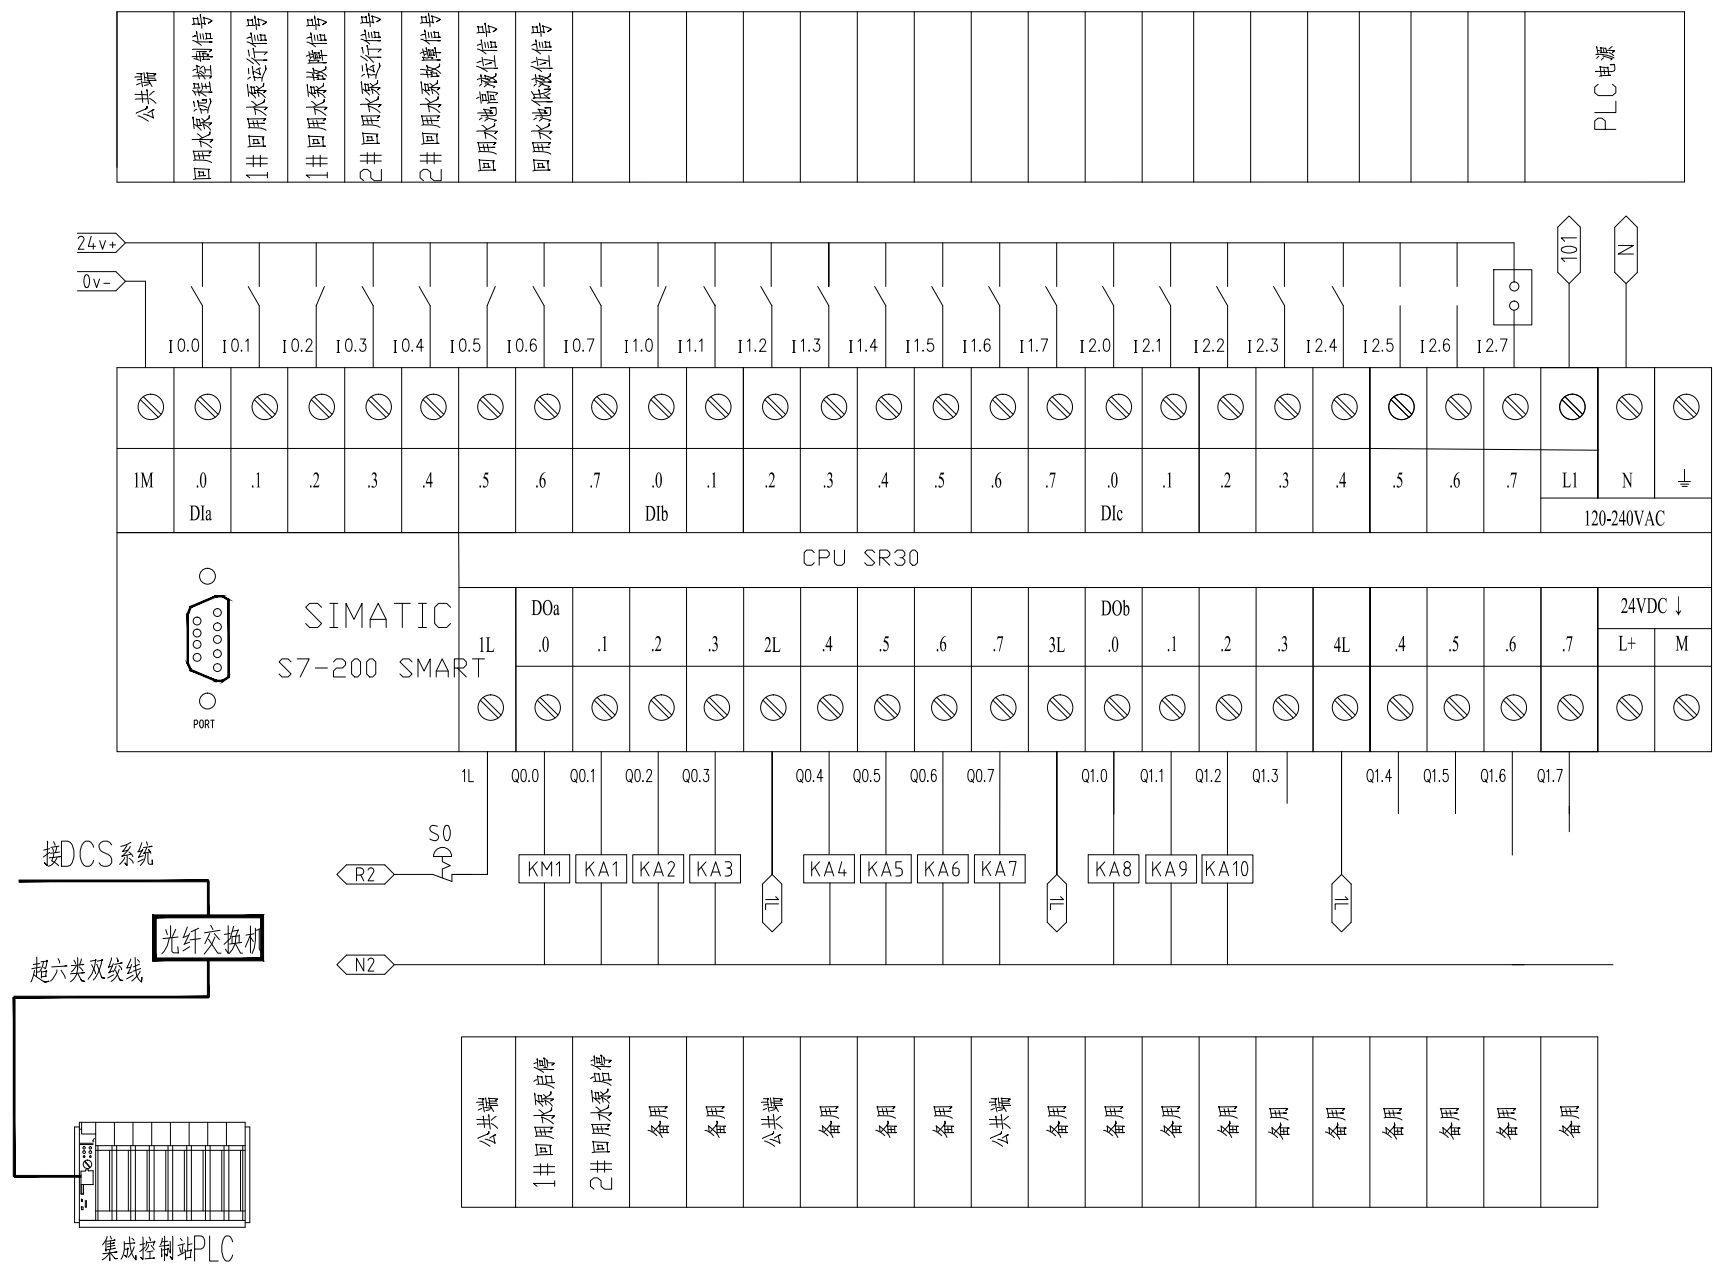 公共端
回用水泵远程控制信号
1#回用水泵运行信号
1#回用水泵故障信号
2#回用水泵运行信号
2#回用水泵故障信号
回用水池高液位信号
回用水池低液位信号
PLC电源
24v+
0v-
101
N
I0.0 I0.1 I0.2 I0.3 I0.4 I0.5 I0.6 I0.7 I1.0 I1.1 I1.2 I1.3 I1.4 I1.5 I1.6 I1.7 I2.0 I2.1 I2.2 I2.3 I2.4 I2.5 I2.6 I2.7
1M .0 .1 .2 .3 .4 .5 .6 .7 .0 .1 .2 .3 .4 .5 .6 .7 .0 .1 .2 .3 .4 .5 .6 .7 L1 N
DIa DIb DIc 120-240VAC
CPU SR30
SIMATIC
S7-200 SMART
PORT
DOa DOb 24VDC ↓
1L .0 .1 .2 .3 2L .4 .5 .6 .7 3L .0 .1 .2 .3 4L .4 .5 .6 .7 L+ M
1L Q0.0 Q0.1 Q0.2 Q0.3 Q0.4 Q0.5 Q0.6 Q0.7 Q1.0 Q1.1 Q1.2 Q1.3 Q1.4 Q1.5 Q1.6 Q1.7
S0
R2 KM1 KA1 KA2 KA3 KA4 KA5 KA6 KA7 KA8 KA9 KA10
1L 1L 1L
N2
接DCS系统
光纤交换机
超六类双绞线
集成控制站PLC
公共端
1#回用水泵启停
2#回用水泵启停
备用
备用
公共端
备用
备用
备用
公共端
备用
备用
备用
备用
备用
备用
备用
备用
备用
备用